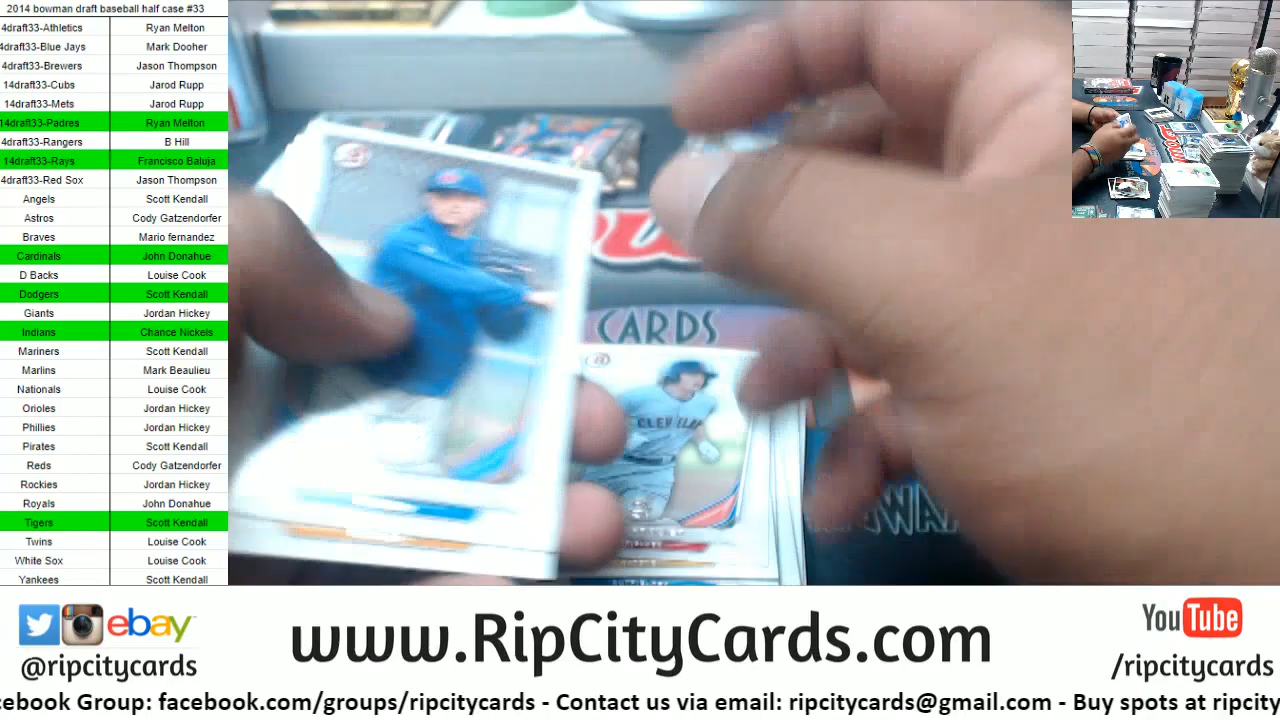 2014 bowman draft baseball half case #33
4draft33-Athletics Ryan Melton
4draft33-Blue Jays Mark Dooher
4draft33-Brewers Jason Thompson
14draft33-Cubs Jarod Rupp
14draft33-Mets Jarod Rupp
14draft33-Padres Ryan Melton
4draft33-Rangers B Hill
14draft33-Rays Francisco Baluja
4draft33-Red Sox Jason Thompson
Angels Scott Kendall
Astros Cody Gatzendorfer
Braves Mario fernandez
Cardinals John Donahue
D Backs Louise Cook
Dodgers Scott Kendall
Giants Jordan Hickey
Indians Chance Nickels
Mariners Scott Kendall
Marlins Mark Beaulieu
Nationals Louise Cook
Orioles Jordan Hickey
Phillies Jordan Hickey
Pirates Scott Kendall
Reds Cody Gatzendorfer
Rockies Jordan Hickey
Royals John Donahue
Tigers Scott Kendall
Twins Louise Cook
White Sox Louise Cook
Yankees Scott Kendall
CARDS
ebay
@ripcitycards
www.RipCityCards.com
YouTube
/ripcitycards
cebook Group: facebook.com/groups/ripcitycards - Contact us via email: ripcitycards@gmail.com - Buy spots at ripcity